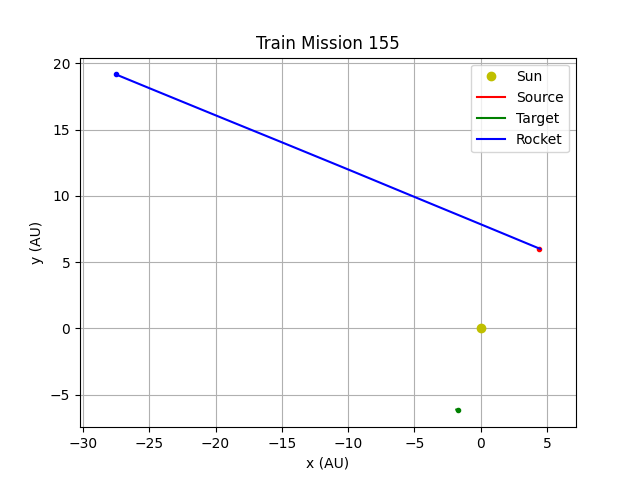 Train Mission 155
20
15
10
5
0
−5
y (AU)
−30
−25
−20
−15
−10
−5
0
5
x (AU)
Sun
Source
Target
Rocket